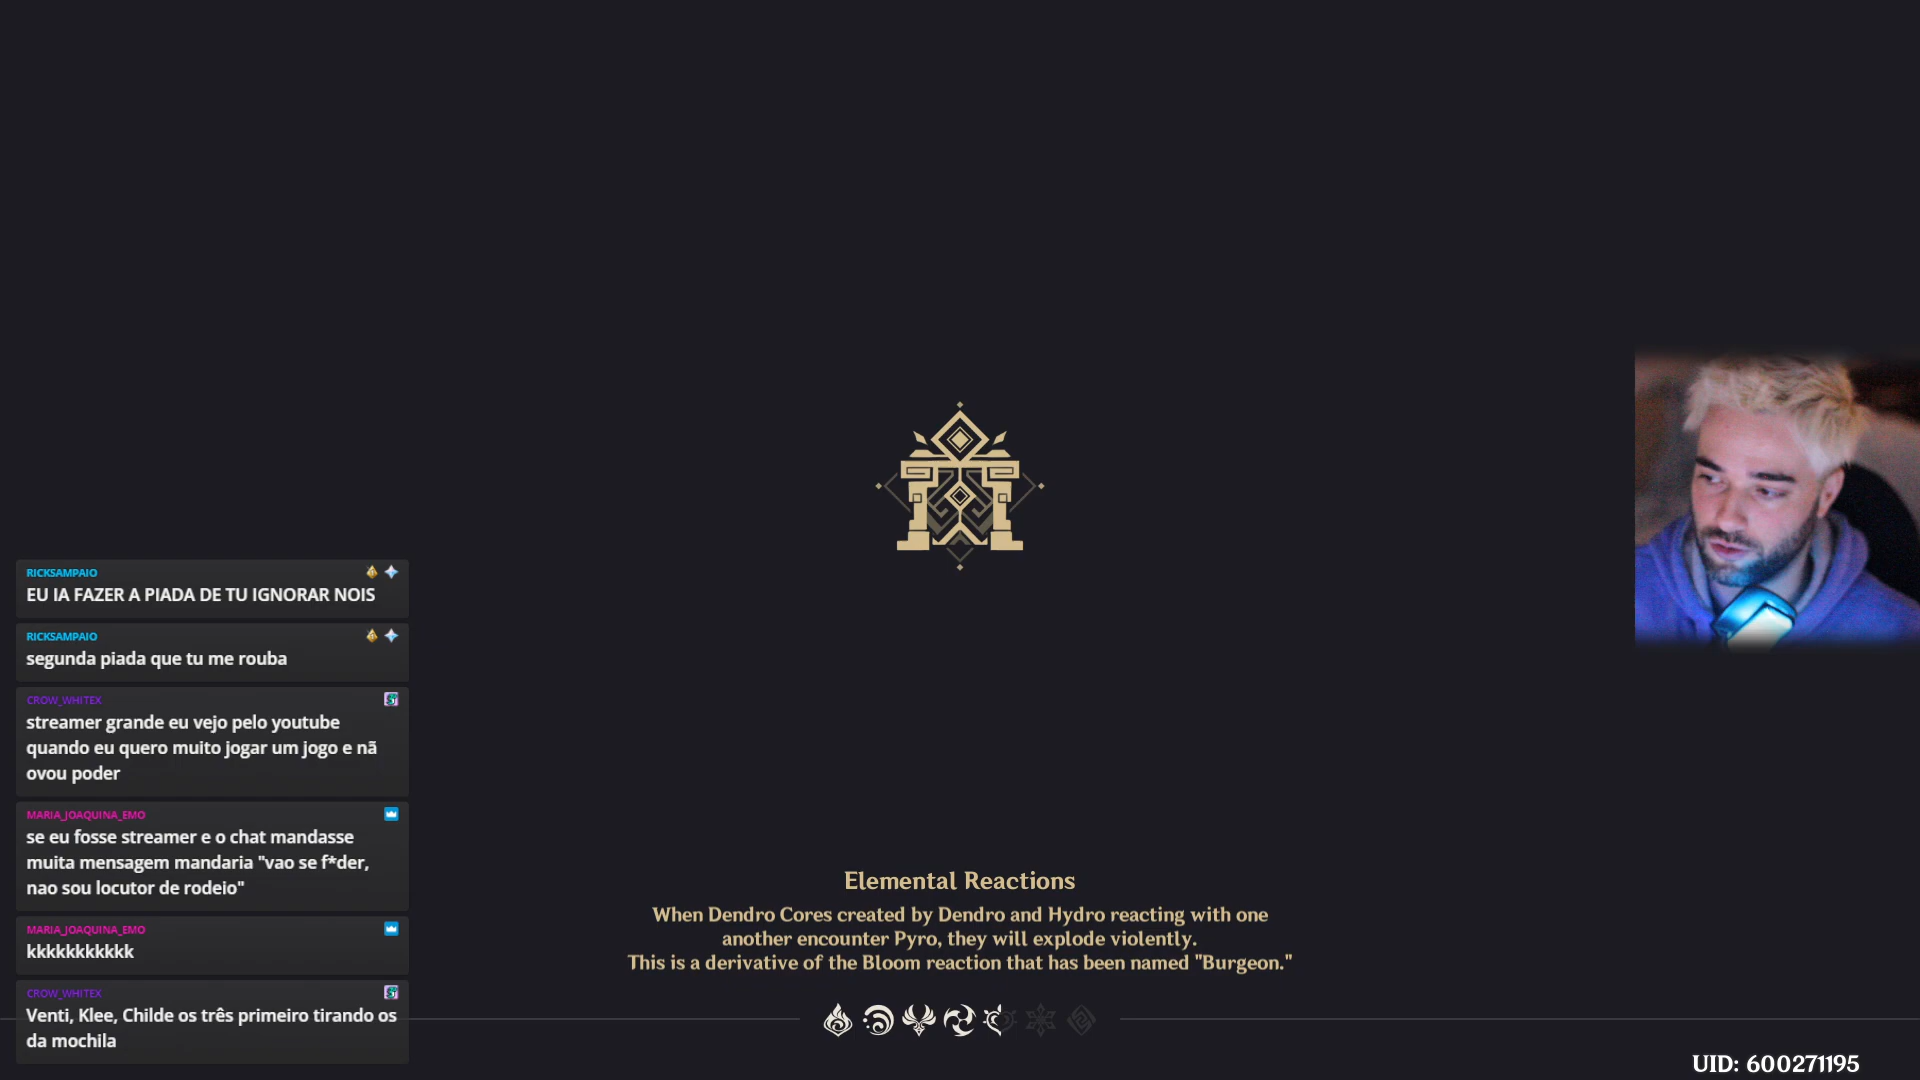 RICKSAMPAIO
EU IA FAZER A PIADA DE TU IGNORAR NOIS
RICKSAMPAIO
segunda piada que tu me rouba
CROW_WHITEX
streamer grande eu vejo pelo youtube
quando eu quero muito jogar um jogo e nã
ovou poder
MARIA_JOAQUINA_EMO
se eu fosse streamer e o chat mandasse
muita mensagem mandaria "vao se f*der,
nao sou locutor de rodeio"
MARIA_JOAQUINA_EMO
kkkkkkkkkkk
CROW_WHITEX
Venti, Klee, Childe os três primeiro tirando os
da mochila
Elemental Reactions
When Dendro Cores created by Dendro and Hydro reacting with one
another encounter Pyro, they will explode violently.
This is a derivative of the Bloom reaction that has been named "Burgeon."
UID: 600271195